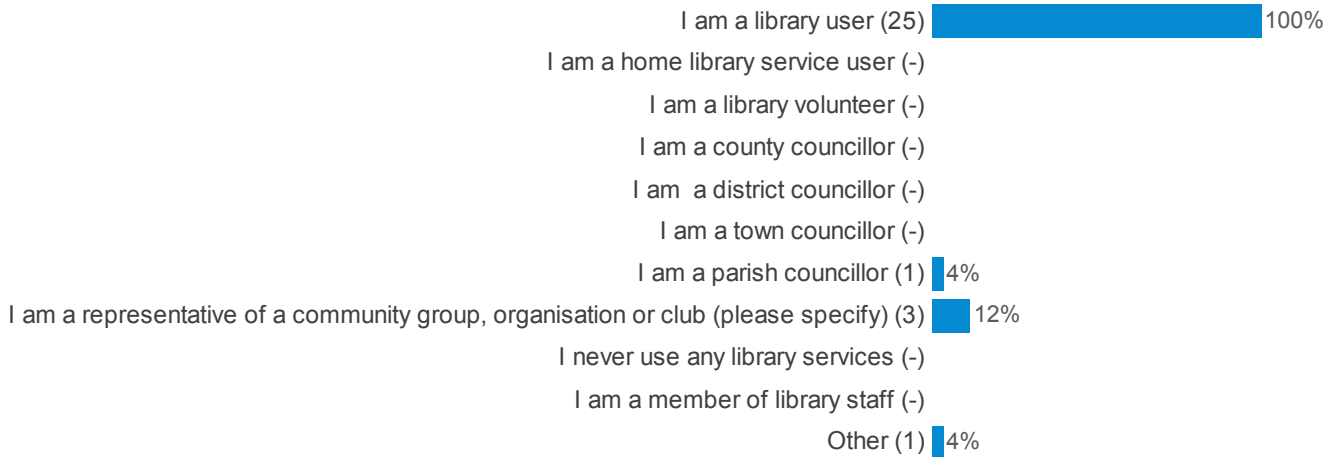 I am a library user (25) 100%
I am a home library service user (-)
I am a library volunteer (-)
I am a county councillor (-)
I am  a district councillor (-)
I am a town councillor (-)
I am a parish councillor (1) 4%
I am a representative of a community group, organisation or club (please specify) (3) 12%
I never use any library services (-)
I am a member of library staff (-)
Other (1) 4%